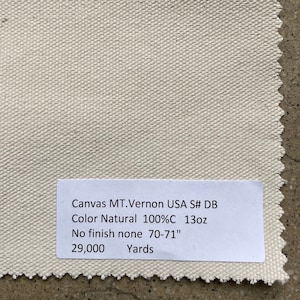 Canvas MT.Vernon USA S# DB
Color Natural 100%C 13oz
No finish none 70-71"
29,000 Yards